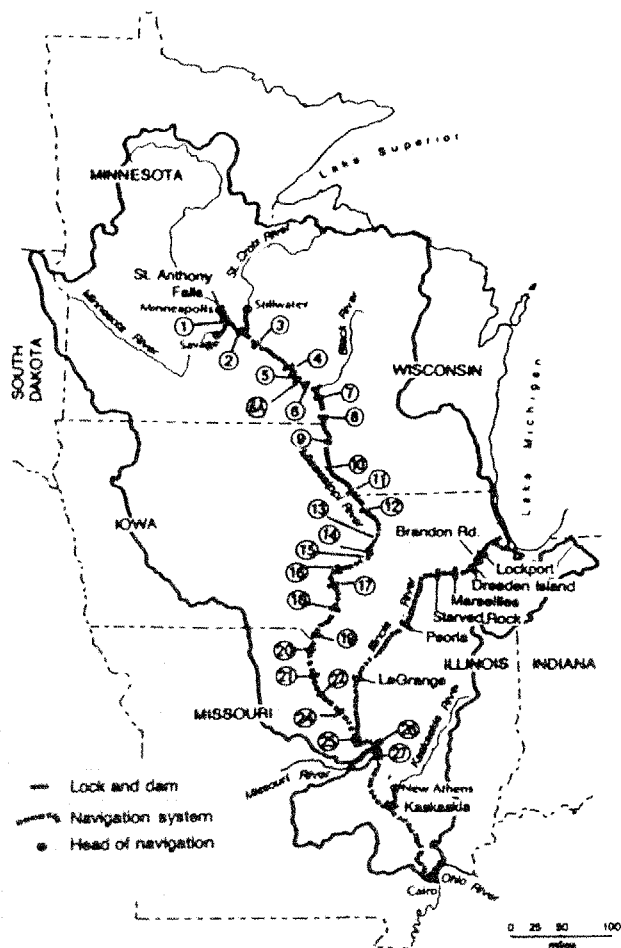 Lake Superior
MINNESOTA
St. Croix River
St. Anthony
Falls
Minneapolis
Stillwater
Minnesota River
1
3
Savage
2
Black River
4
SOUTH
DAKOTA
5
WISCONSIN
5A
6
7
8
Lake Michigan
9
10
Mississippi River
11
IOWA
13
12
14
Brandon Rd.
15
Lockport
16
Dresden Island
17
Marseilles
18
Starved Rock
Illinois River
19
Peoria
20
ILLINOIS
INDIANA
21
22
LaGrange
MISSOURI
24
Kaskaskia River
25
26
27
Missouri River
Lock and dam
New Athens
Navigation system
Kaskaskia
Head of navigation
Ohio River
Cairo
0 25 50 100
miles